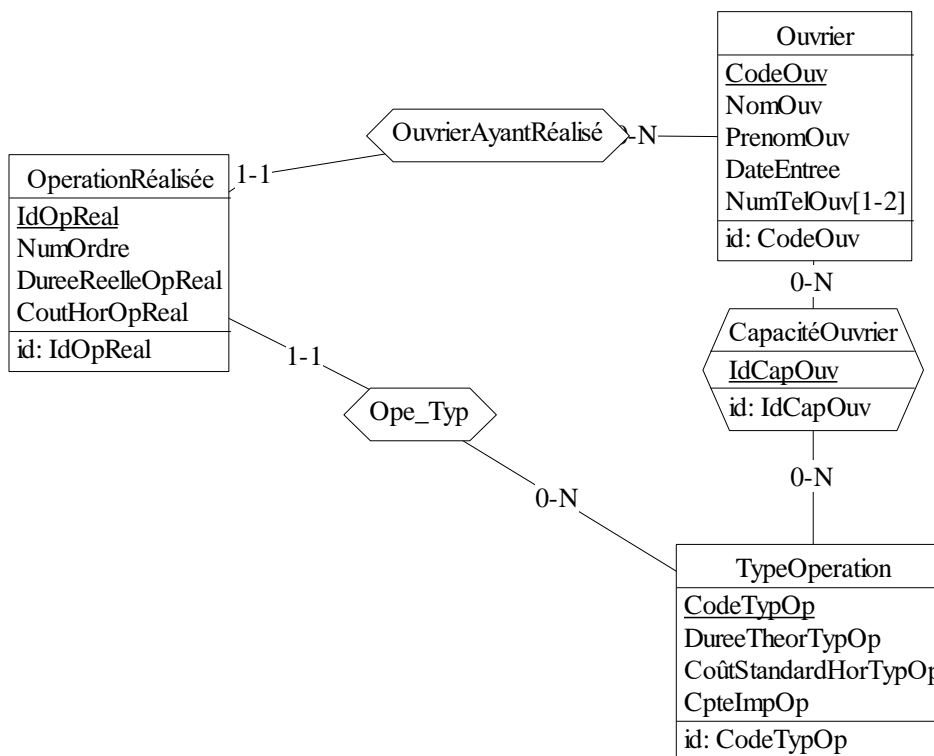 Ouvrier
CodeOuv
NomOuv
PrenomOuv
DateEntree
NumTelOuv[1-2]
id: CodeOuv
OuvrierAyantRéalisé
0-N
1-1
OperationRéalisée
IdOpReal
NumOrdre
DureeReelleOpReal
CoutHorOpReal
id: IdOpReal
0-N
CapacitéOuvrier
IdCapOuv
id: IdCapOuv
1-1
Ope_Typ
0-N
0-N
TypeOperation
CodeTypOp
DureeTheorTypOp
CoûtStandardHorTypOp
CpteImpOp
id: CodeTypOp